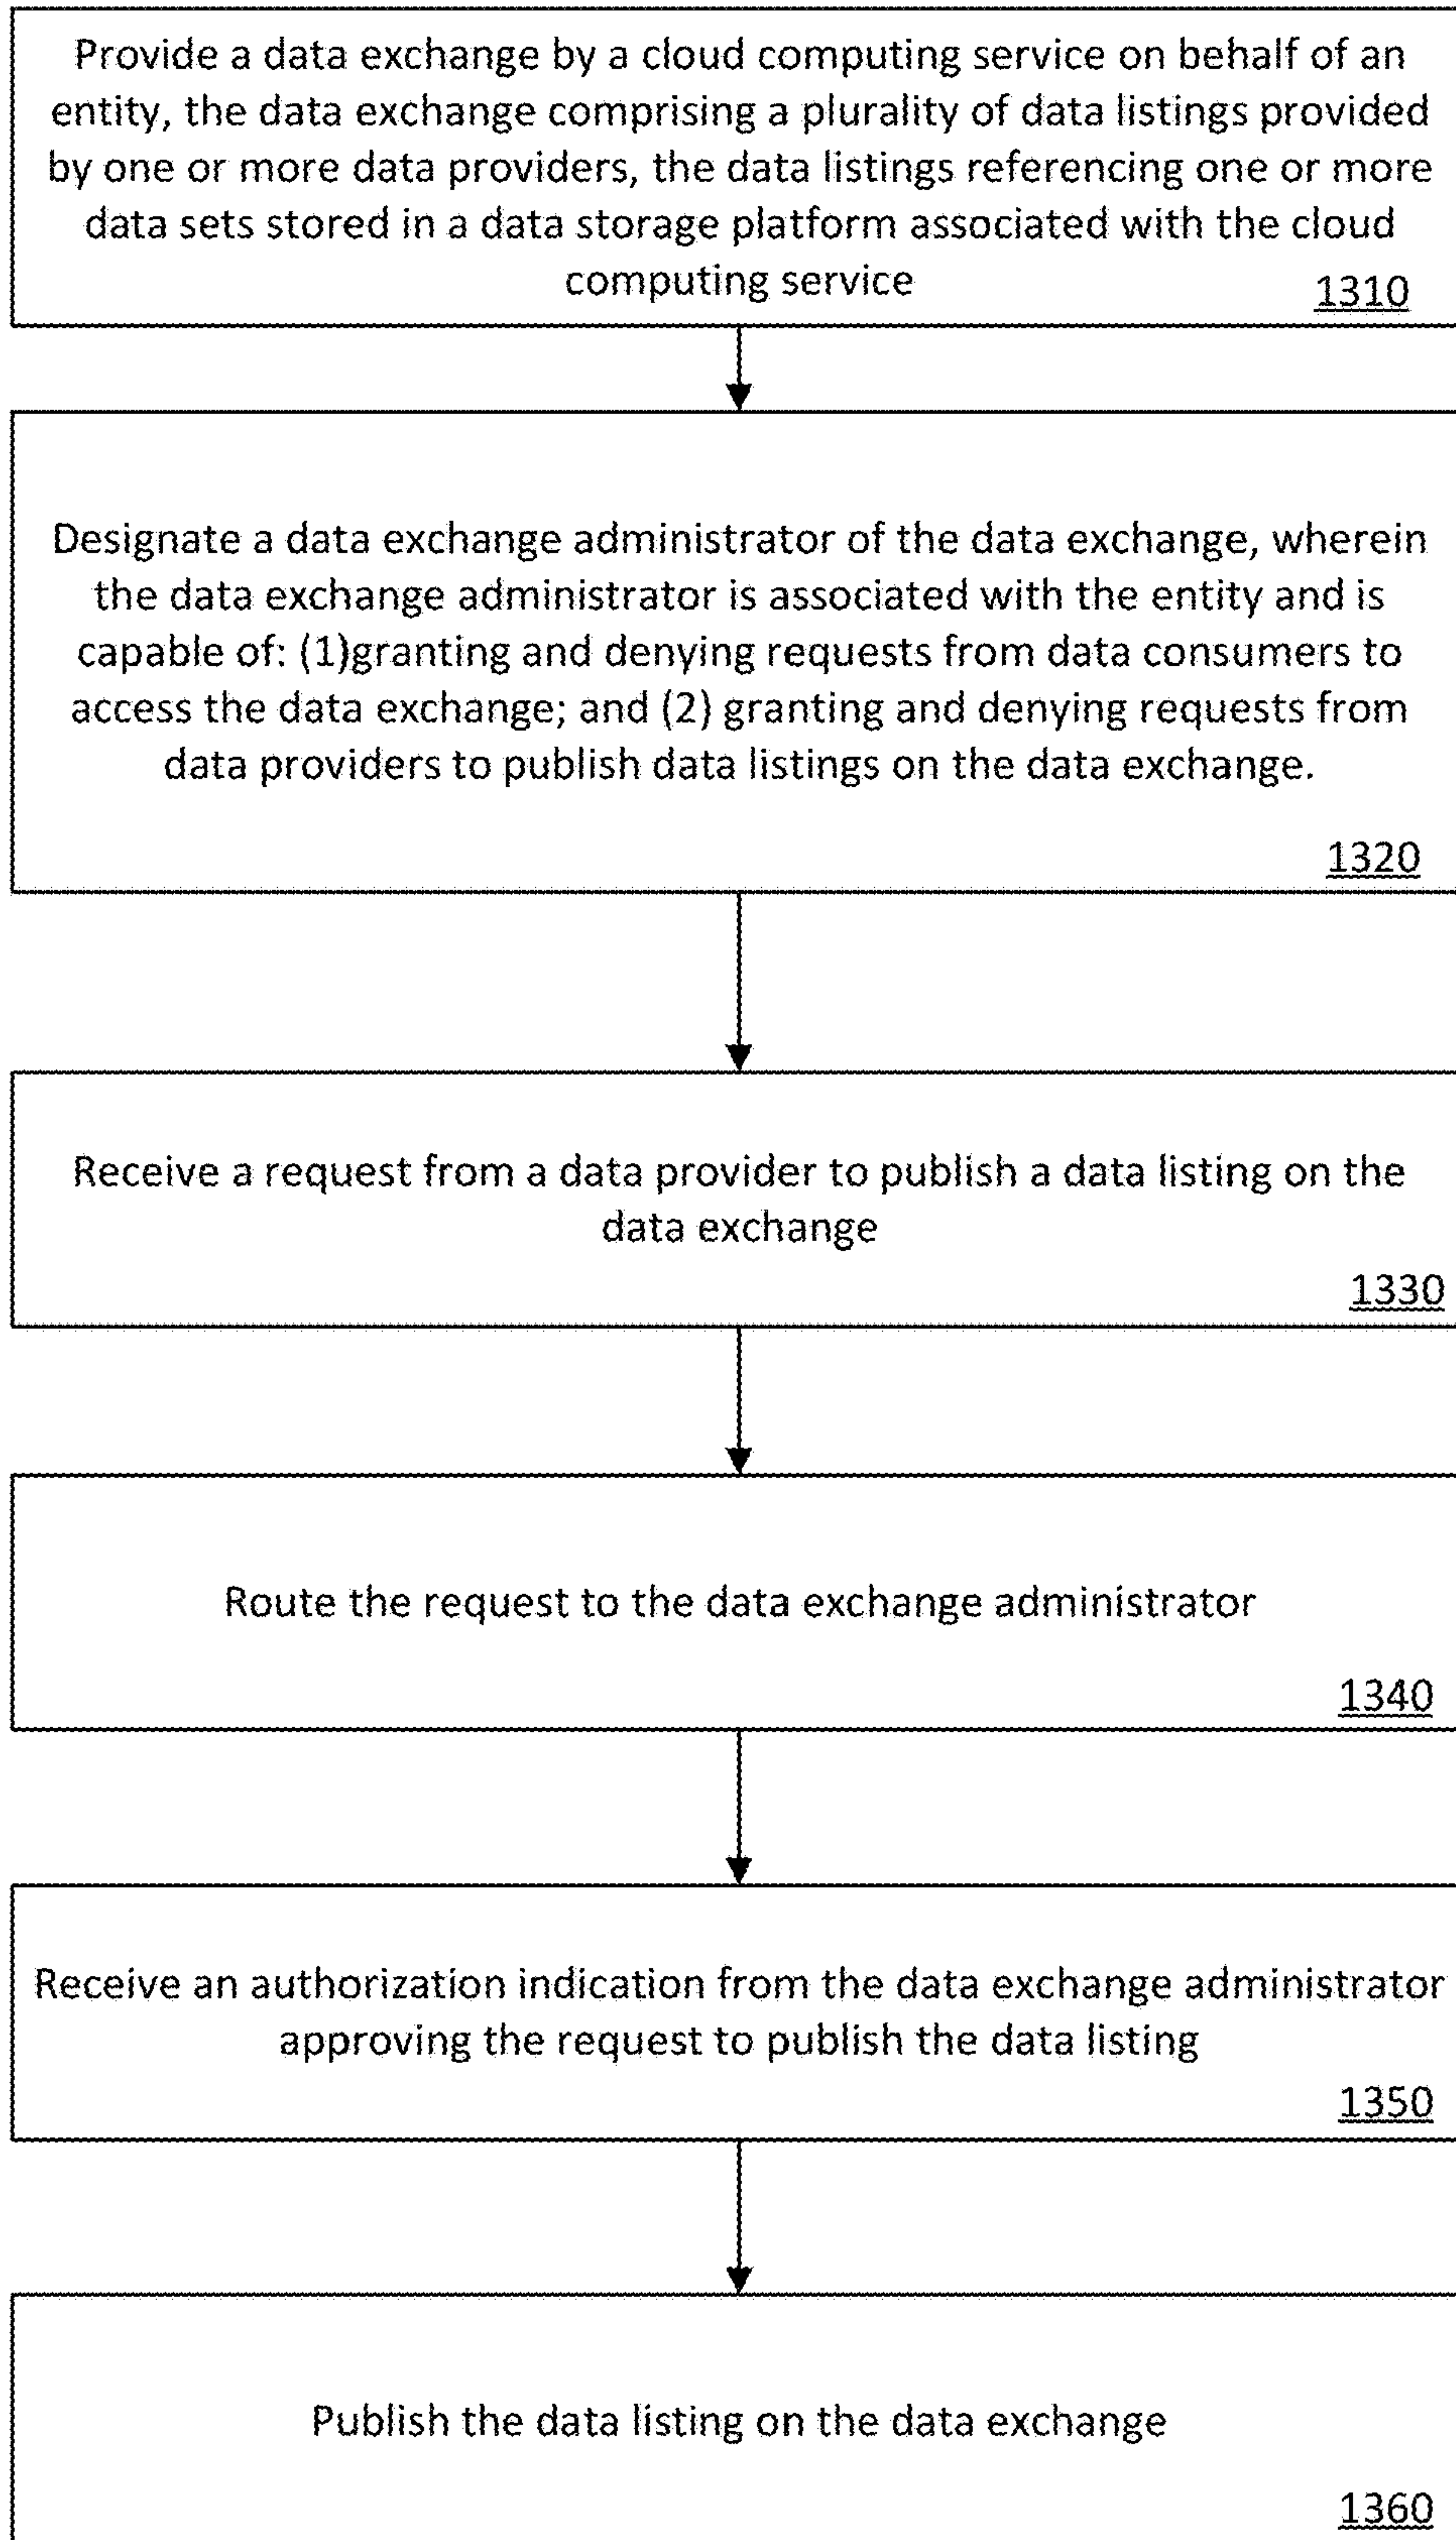 Provide a data exchange by a cloud computing service on behalf of an
entity, the data exchange comprising a plurality of data listings provided
by one or more data providers, the data listings referencing one or more
data sets stored in a data storage platform associated with the cloud
computing service
1310
Designate a data exchange administrator of the data exchange, wherein
the data exchange administrator is associated with the entity and is
capable of: (1)granting and denying requests from data consumers to
access the data exchange; and (2) granting and denying requests from
data providers to publish data listings on the data exchange.
1320
Receive a request from a data provider to publish a data listing on the
data exchange
1330
Route the request to the data exchange administrator
1340
Receive an authorization indication from the data exchange administrator
approving the request to publish the data listing
1350
Publish the data listing on the data exchange
1360